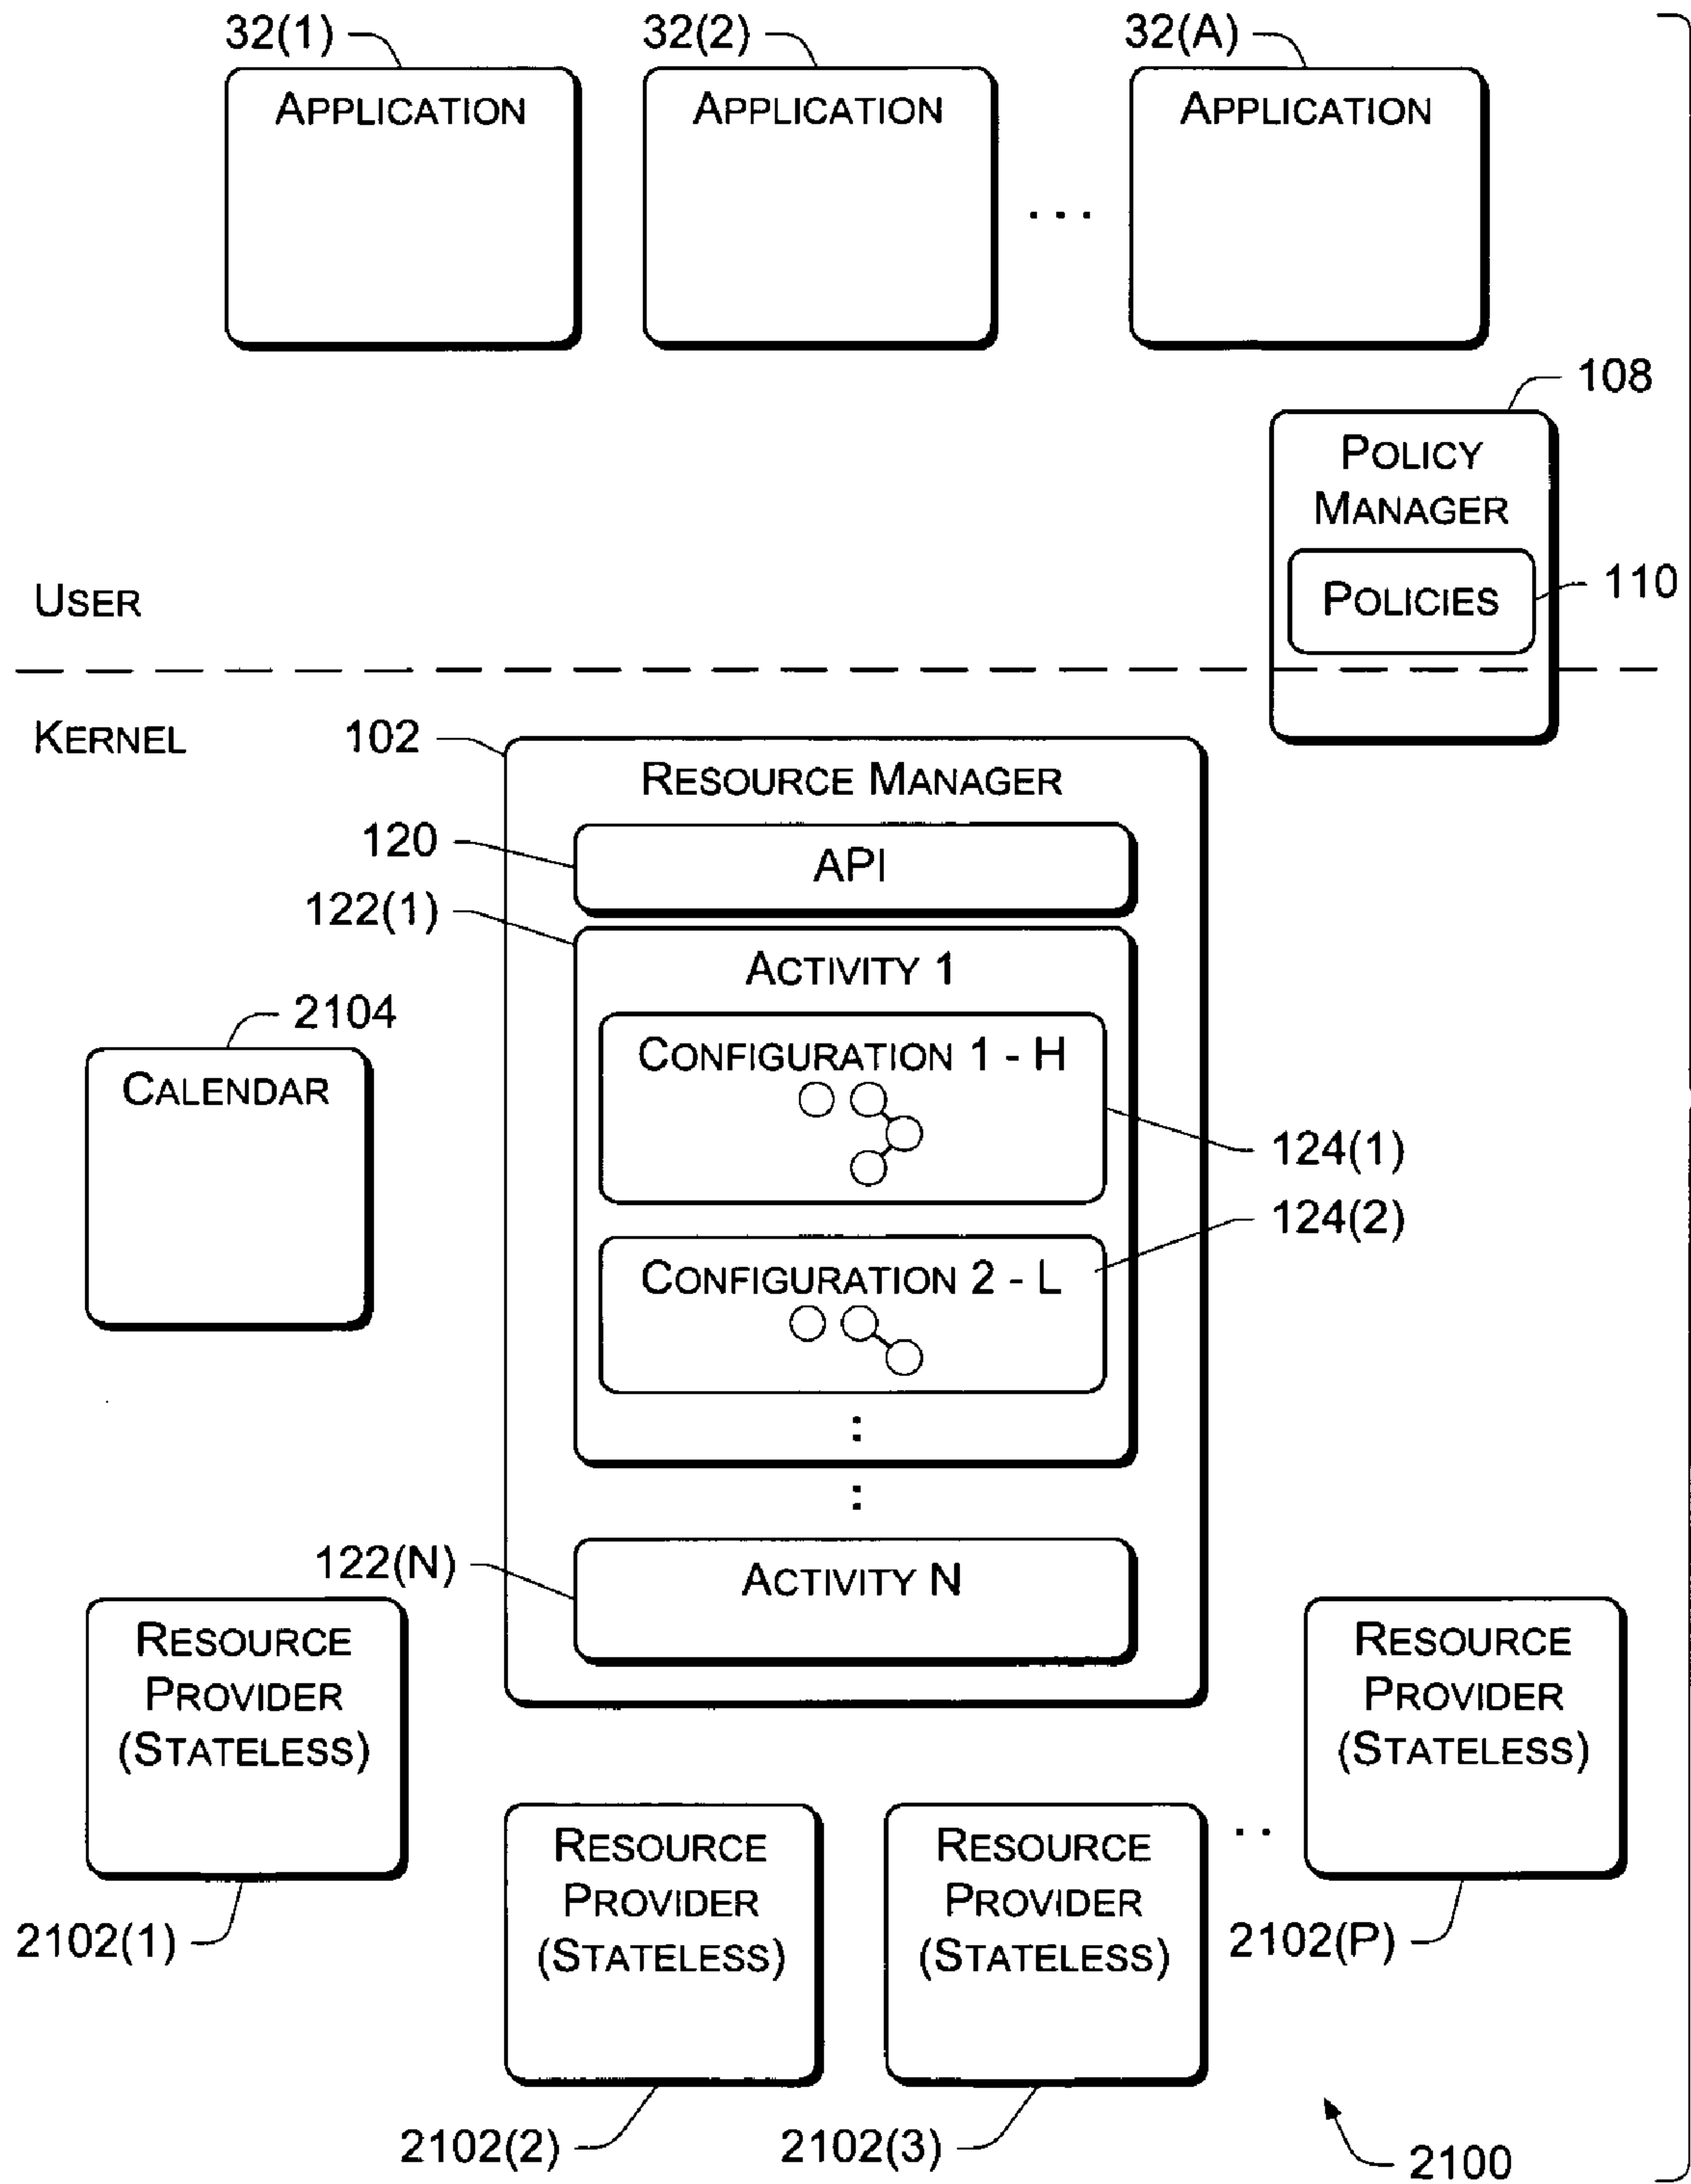 32(1)
32(2)
32(A)
APPLICATION
APPLICATION
APPLICATION
...
108
POLICY
MANAGER
110
POLICIES
USER
KERNEL
102
RESOURCE MANAGER
120
API
122(1)
ACTIVITY 1
2104
CALENDAR
CONFIGURATION 1 - H
124(1)
124(2)
CONFIGURATION 2 - L
122(N)
ACTIVITY N
RESOURCE
PROVIDER
(STATELESS)
2102(1)
RESOURCE
PROVIDER
(STATELESS)
2102(2)
RESOURCE
PROVIDER
(STATELESS)
2102(3)
..
RESOURCE
PROVIDER
(STATELESS)
2102(P)
2100